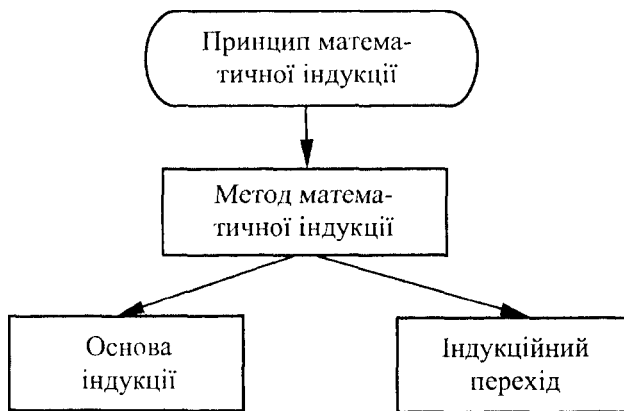 Принцип матема-
тичної індукції
Метод матема-
тичної індукції
Основа
індукції
Індукційний
перехід